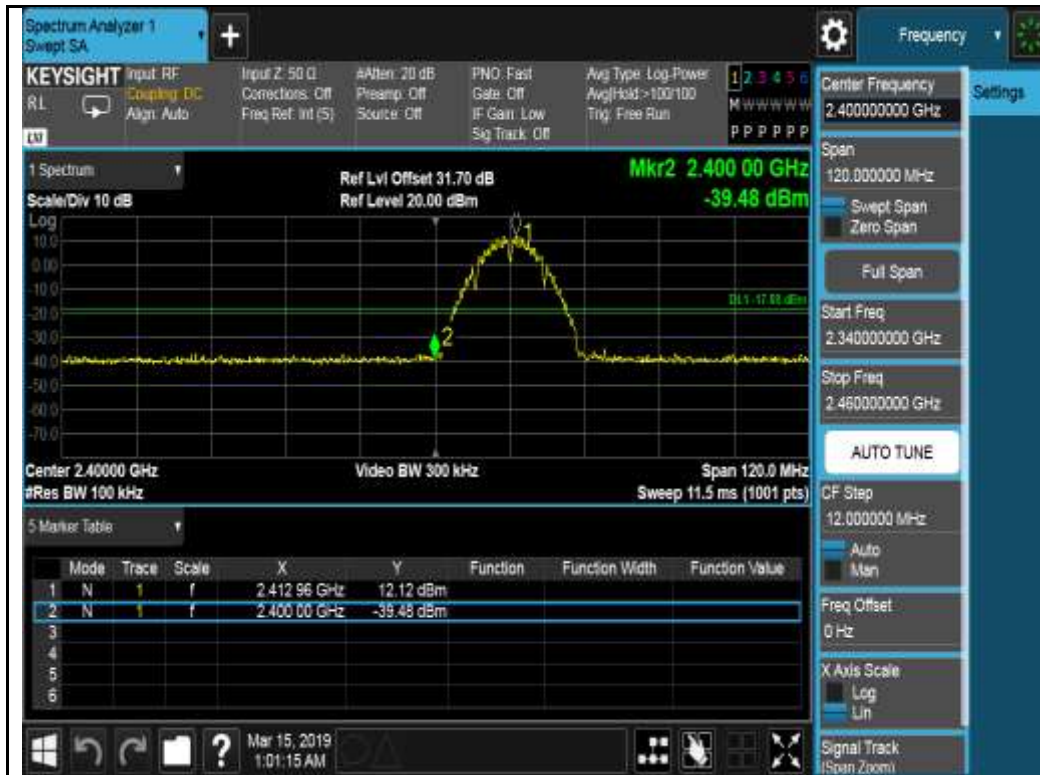 Spectrum Analyzer 1
Swept SA
+
Frequency
KEYSIGHT
RL
Input: RF
Coupling: DC
Align: Auto
Input Z: 50 Ω
Corrections: Off
Freq Ref: Int (S)
#Atten: 20 dB
Preamp: Off
Source: Off
PNO: Fast
Gate: Off
IF Gain: Low
Sig Track: Off
Avg Type: Log-Power
Avg|Hold:>100/100
Trig: Free Run
1 2 3 4 5 6
M W W W W W
P P P P P P
1 Spectrum
Scale/Div 10 dB
Ref Lvl Offset 31.70 dB
Ref Level 20.00 dBm
Mkr2 2.400 00 GHz
-39.48 dBm
Log
10.0
0.00
-10.0
-20.0
-30.0
-40.0
-50.0
-60.0
-70.0
1
2
Center 2.40000 GHz
#Res BW 100 kHz
Video BW 300 kHz
Span 120.0 MHz
Sweep 11.5 ms (1001 pts)
5 Marker Table
Mode Trace Scale X Y Function Function Width Function Value
1 N 1 f 2.412 96 GHz 12.12 dBm
2 N 1 f 2.400 00 GHz -39.48 dBm
3
4
5
6
?
Mar 15, 2019
1:01:15 AM
Center Frequency
2.400000000 GHz
Settings
Span
120.000000 MHz
Swept Span
Zero Span
Full Span
Start Freq
2.340000000 GHz
Stop Freq
2.460000000 GHz
AUTO TUNE
CF Step
12.000000 MHz
Auto
Man
Freq Offset
0 Hz
X Axis Scale
Log
Lin
Signal Track
(Span Zoom)